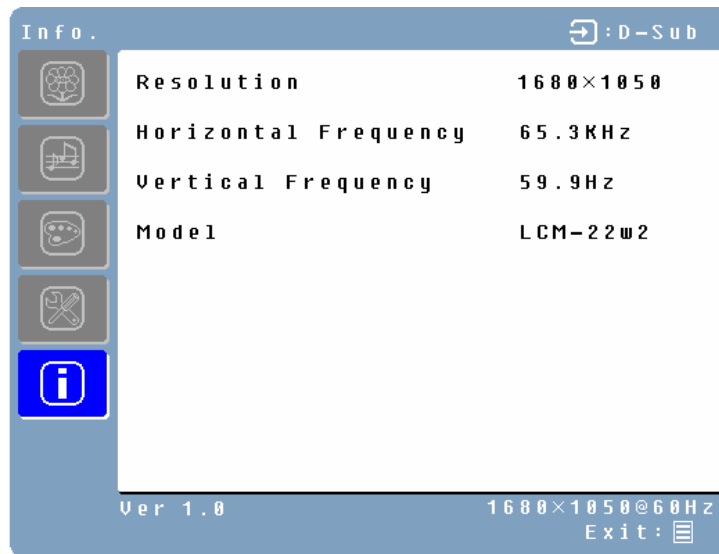 Info. :D-Sub
Resolution 1680×1050
Horizontal Frequency 65.3KHz
Vertical Frequency 59.9Hz
Model LCM-22w2
Ver 1.0 1680×1050@60Hz
Exit: